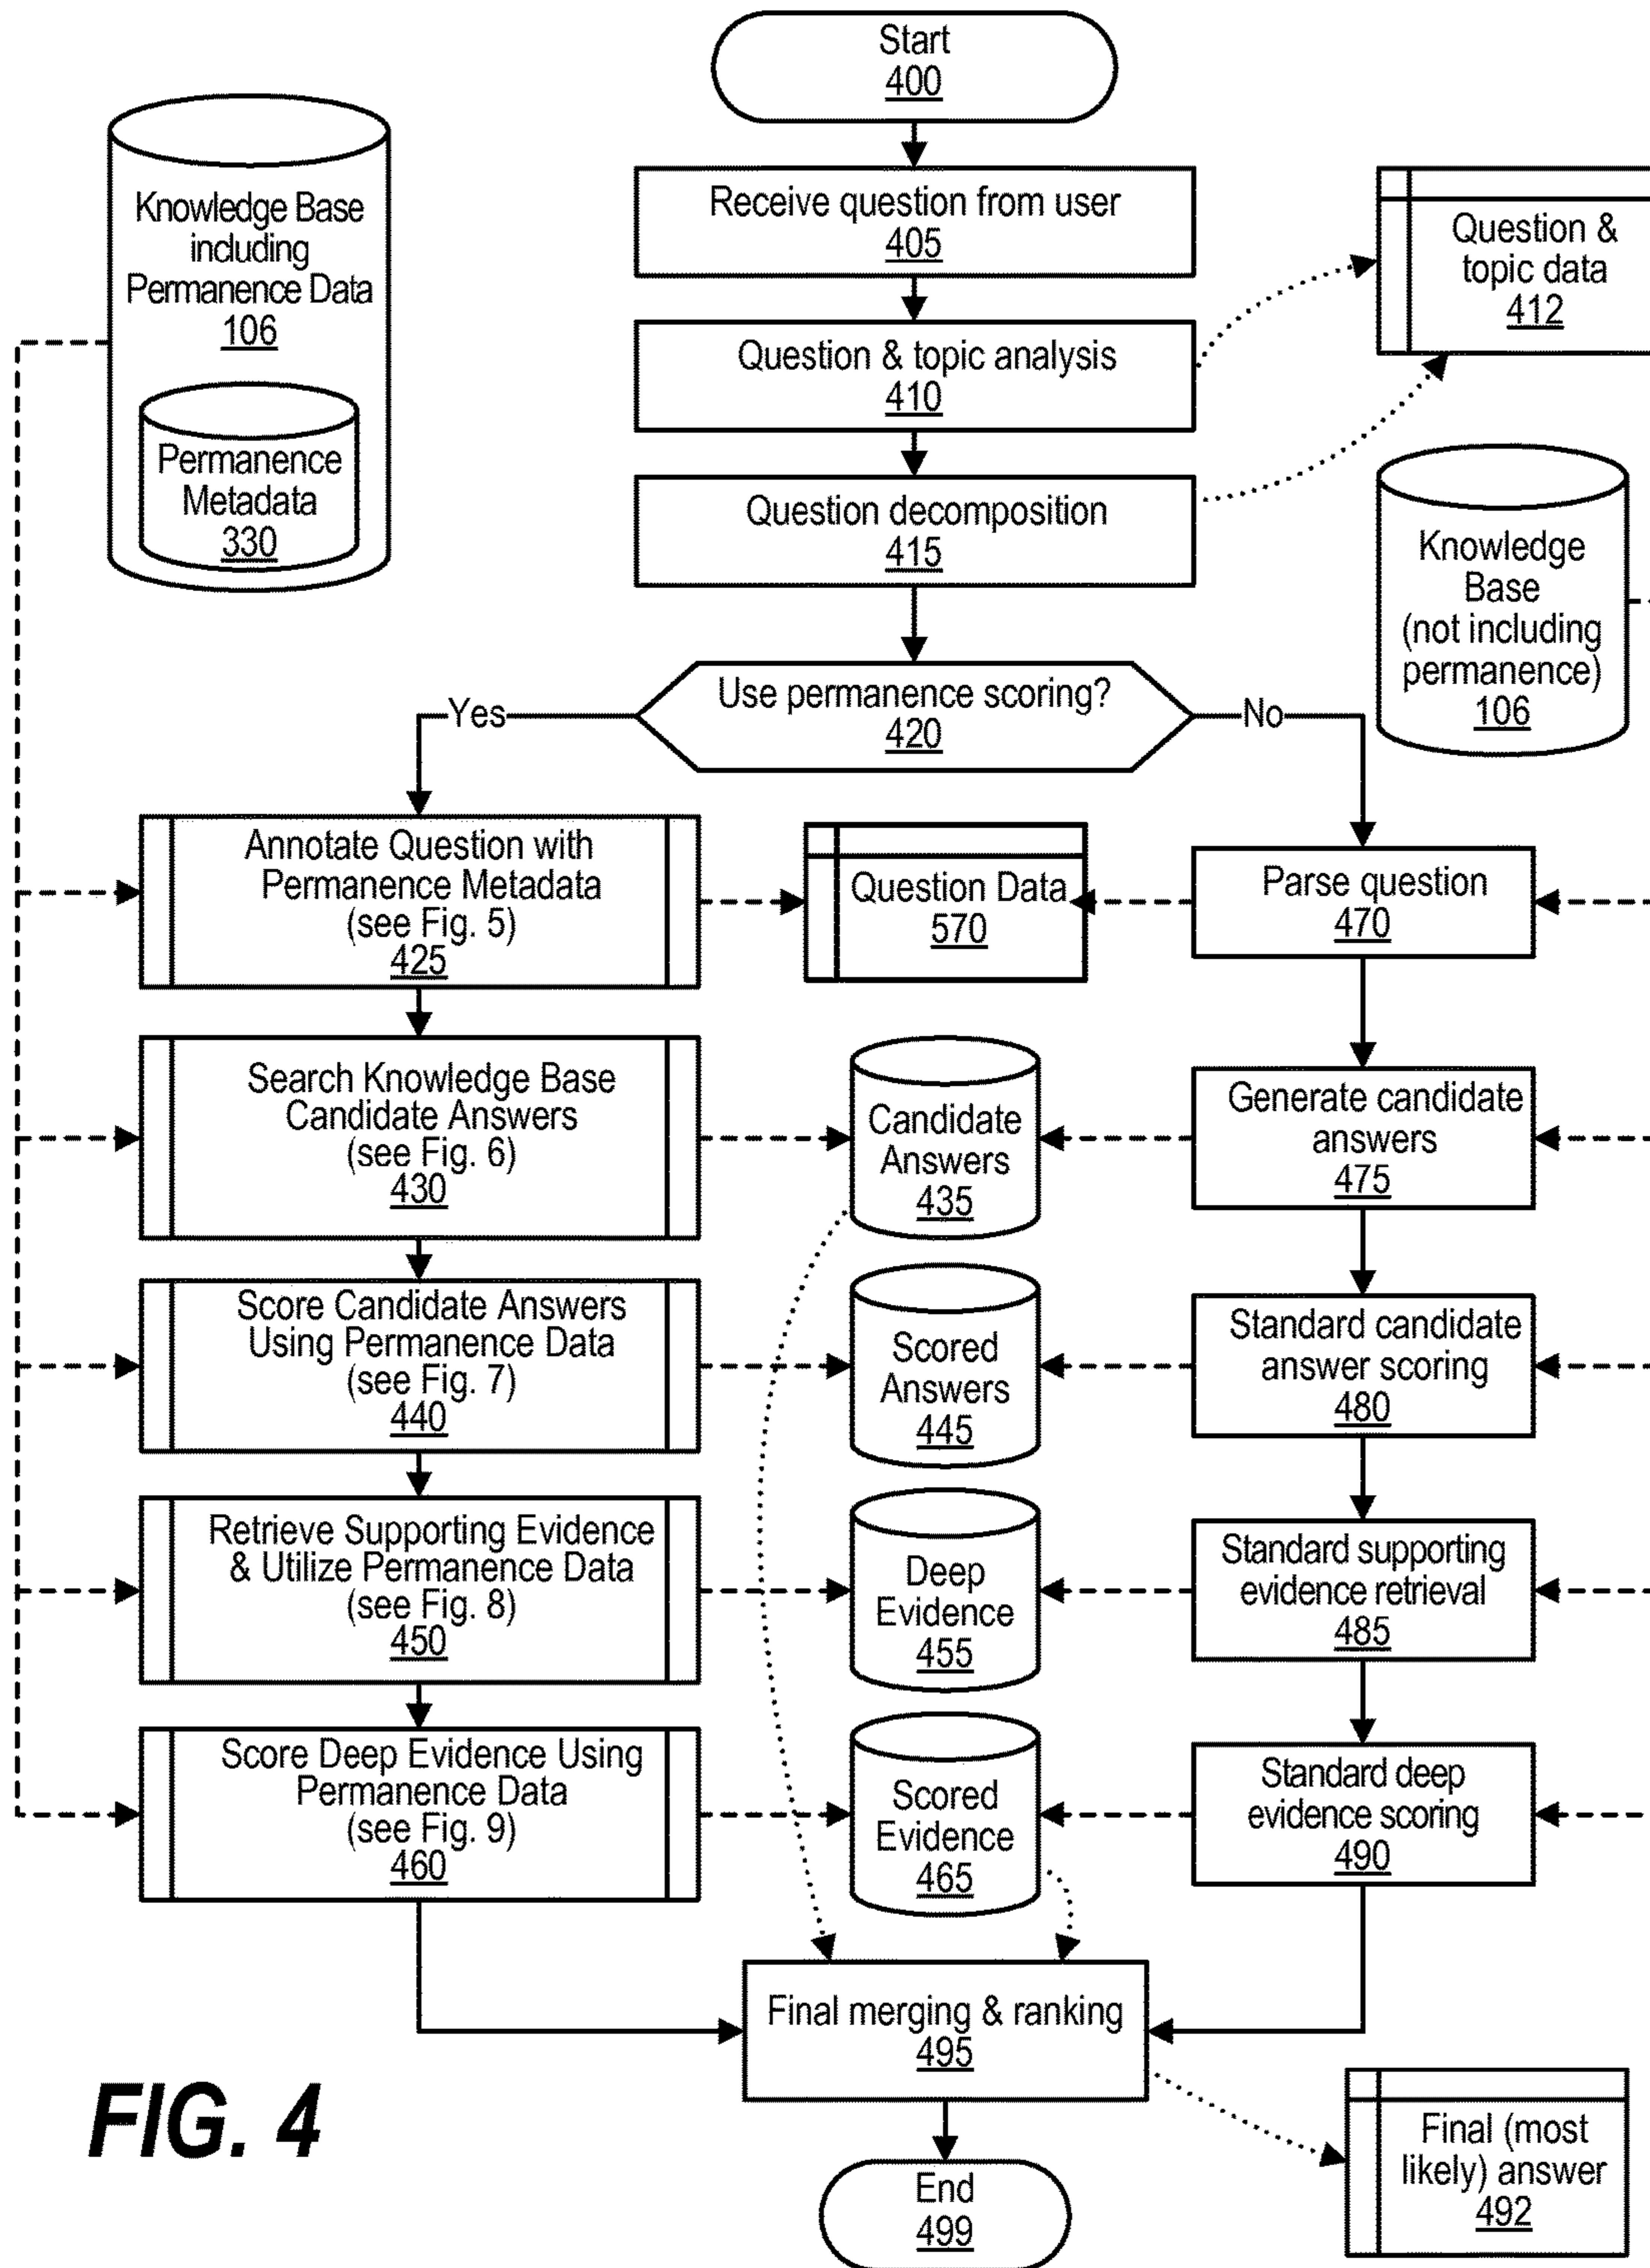 Start
400
Knowledge Base
including
Permanence Data
106
Permanence
Metadata
330
Receive question from user
405
Question & topic analysis
410
Question decomposition
415
Question &
topic data
412
Knowledge
Base
(not including
permanence)
106
Use permanence scoring?
420
Yes
No
Annotate Question with
Permanence Metadata
(see Fig. 5)
425
Question Data
570
Parse question
470
Search Knowledge Base
Candidate Answers
(see Fig. 6)
430
Candidate
Answers
435
Generate candidate
answers
475
Score Candidate Answers
Using Permanence Data
(see Fig. 7)
440
Scored
Answers
445
Standard candidate
answer scoring
480
Retrieve Supporting Evidence
& Utilize Permanence Data
(see Fig. 8)
450
Deep
Evidence
455
Standard supporting
evidence retrieval
485
Score Deep Evidence Using
Permanence Data
(see Fig. 9)
460
Scored
Evidence
465
Standard deep
evidence scoring
490
Final merging & ranking
495
Final (most
likely) answer
492
End
499
FIG. 4